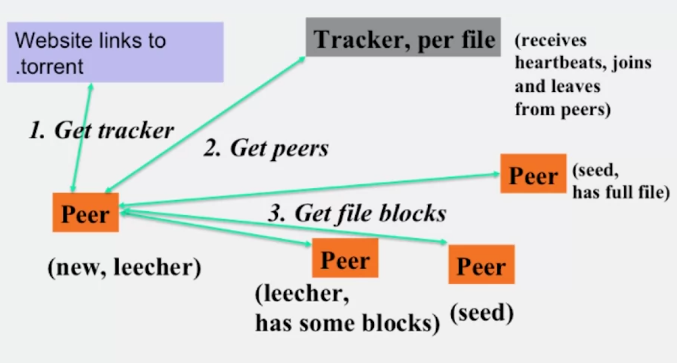 Website links to
.torrent
Tracker, per file
(receives
heartbeats, joins
and leaves
from peers)
1. Get tracker
2. Get peers
Peer
(seed,
has full file)
Peer
3. Get file blocks
(new, leecher)
Peer
Peer
(leecher,
has some blocks)
(seed)